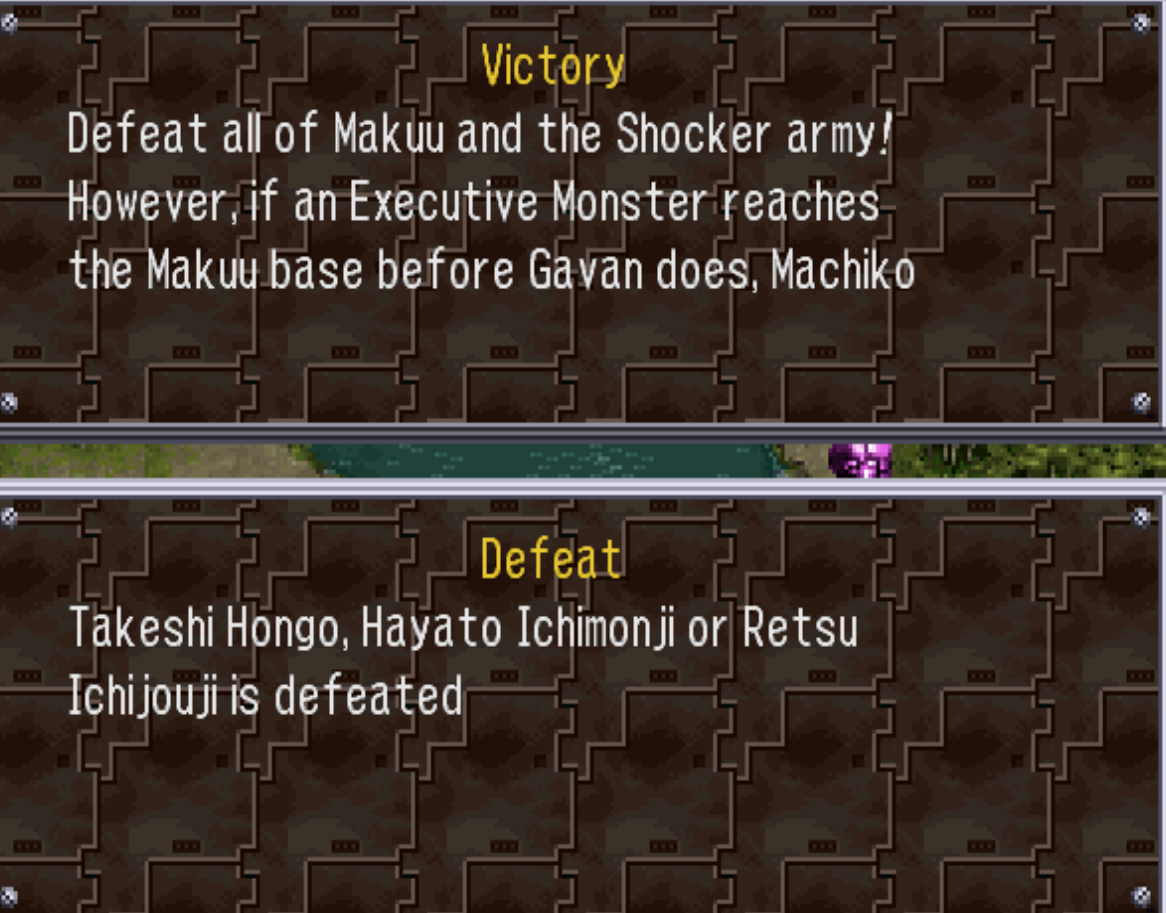 Victory
Defeat all of Makuu and the Shocker army!
However, if an Executive Monster reaches
the Makuu base before Gavan does, Machiko
Defeat
Takeshi Hongo, Hayato Ichimonji or Retsu
Ichijouji is defeated